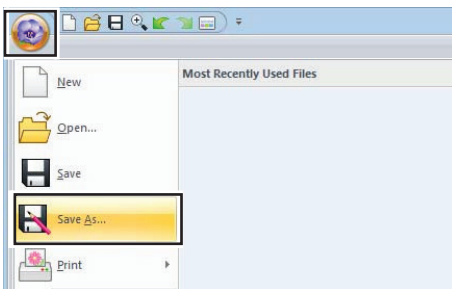 Most Recently Used Files
New
Open...
Save
Save As...
Print